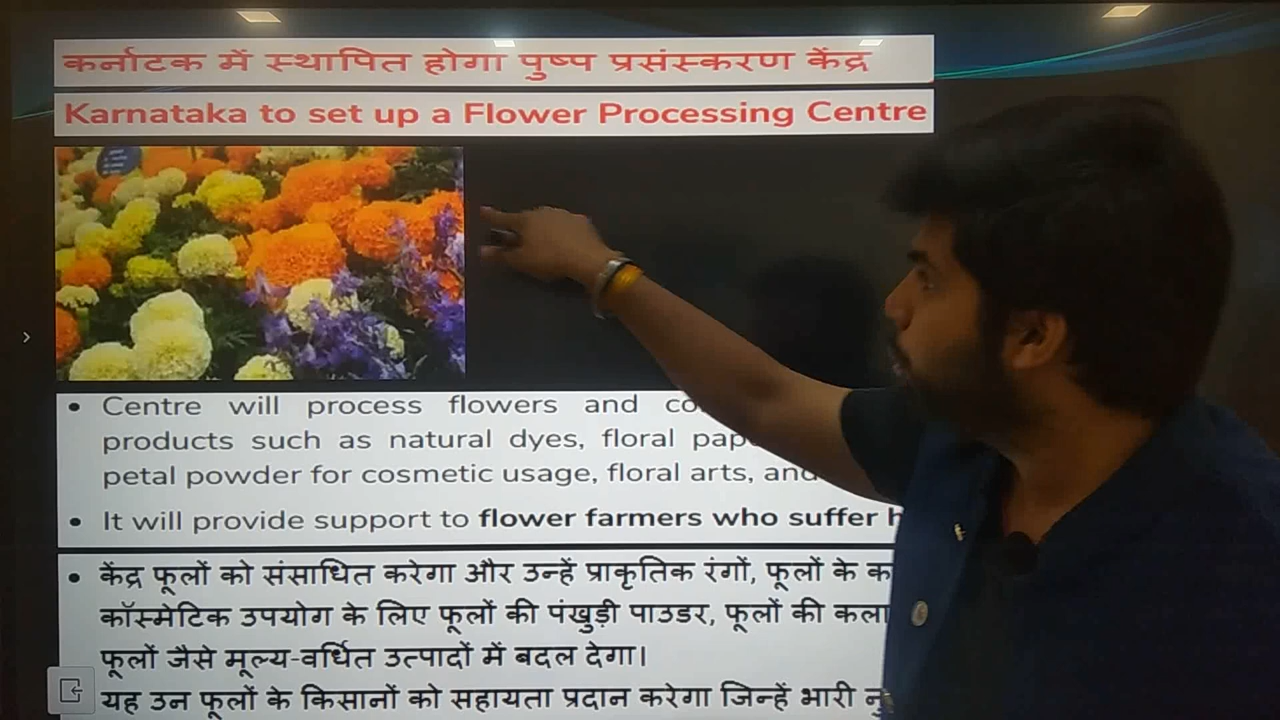 कर्नाटक में स्थापित होगा पुष्प प्रसंस्करण केंद्र
Karnataka to set up a Flower Processing Centre
• Centre will process flowers and
products such as natural dyes, floral
petal powder for cosmetic usage, floral arts, and
• It will provide support to flower farmers who suffer
• केंद्र फूलों को संसाधित करेगा और उन्हें प्राकृतिक रंगों, फूलों के
कॉस्मेटिक उपयोग के लिए फूलों की पंखुड़ी पाउडर, फूलों की
फूलों जैसे मूल्य-वर्धित उत्पादों में बदल देगा।
यह उन फूलों के किसानों को सहायता प्रदान करेगा जिन्हें भारी